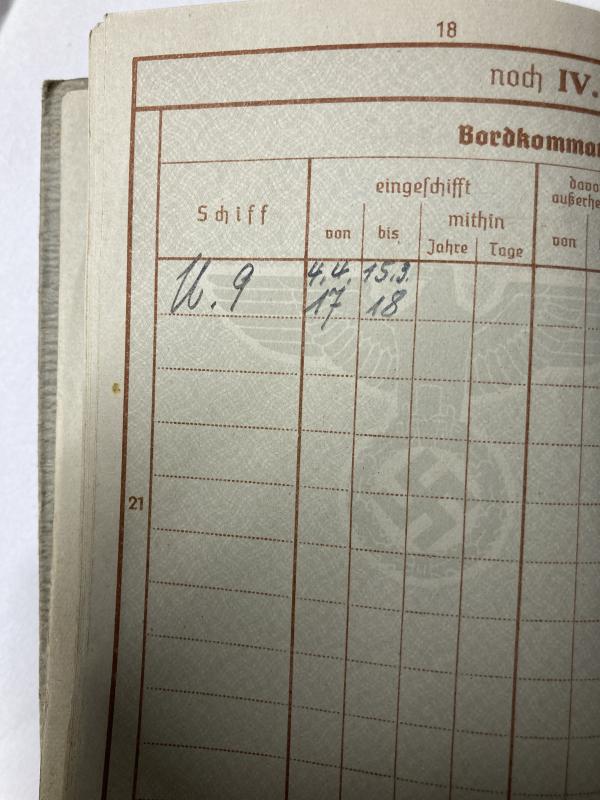 18
noch IV.
Bordkomman
Schiff
eingeschifft
davon
außerhe
von
bis
mithin
Jahre
Tage
von
U. 9
4.4. 15.3.
17 18
21